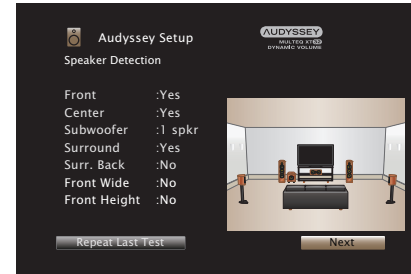 Audyssey Setup
AUDYSSEY
MULTEQ XT32
DYNAMIC VOLUME
Speaker Detection
Front :Yes
Center :Yes
Subwoofer :1 spkr
Surround :Yes
Surr. Back :No
Front Wide :No
Front Height :No
Repeat Last Test
Next